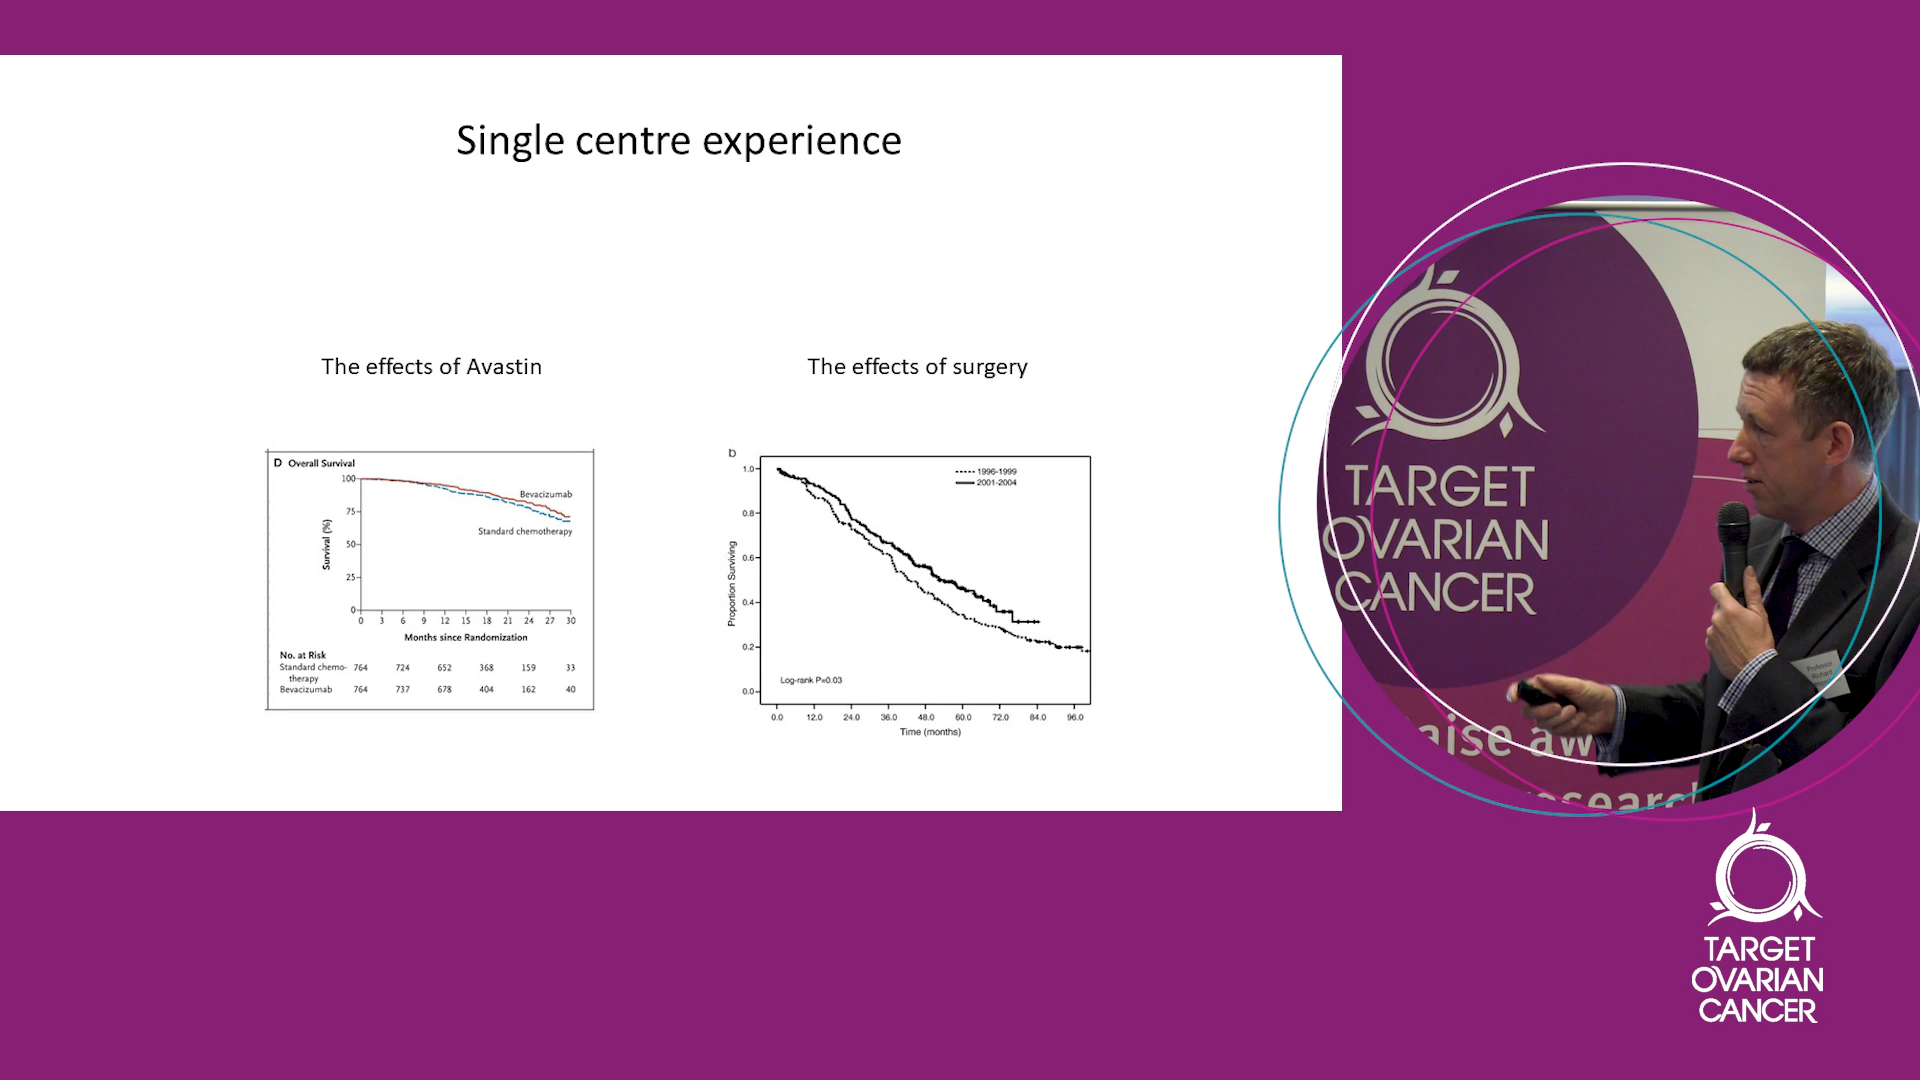 Single centre experience
The effects of Avastin
The effects of surgery
D Overall Survival
100
75
50
25
0
Survival (%)
Bevacizumab
Standard chemotherapy
0 3 6 9 12 15 18 21 24 27 30
Months since Randomization
No. at Risk
Standard chemo- 764 724 652 368 159 33
therapy
Bevacizumab 764 737 678 404 162 40
b
1996-1999
2001-2004
1.0
0.8
0.6
0.4
0.2
0.0
Proportion Surviving
Log-rank P=0.03
0.0 12.0 24.0 36.0 48.0 60.0 72.0 84.0 96.0
Time (months)
TARGET
OVARIAN
CANCER
Professor
Richard
aise aw
esearc
TARGET
OVARIAN
CANCER